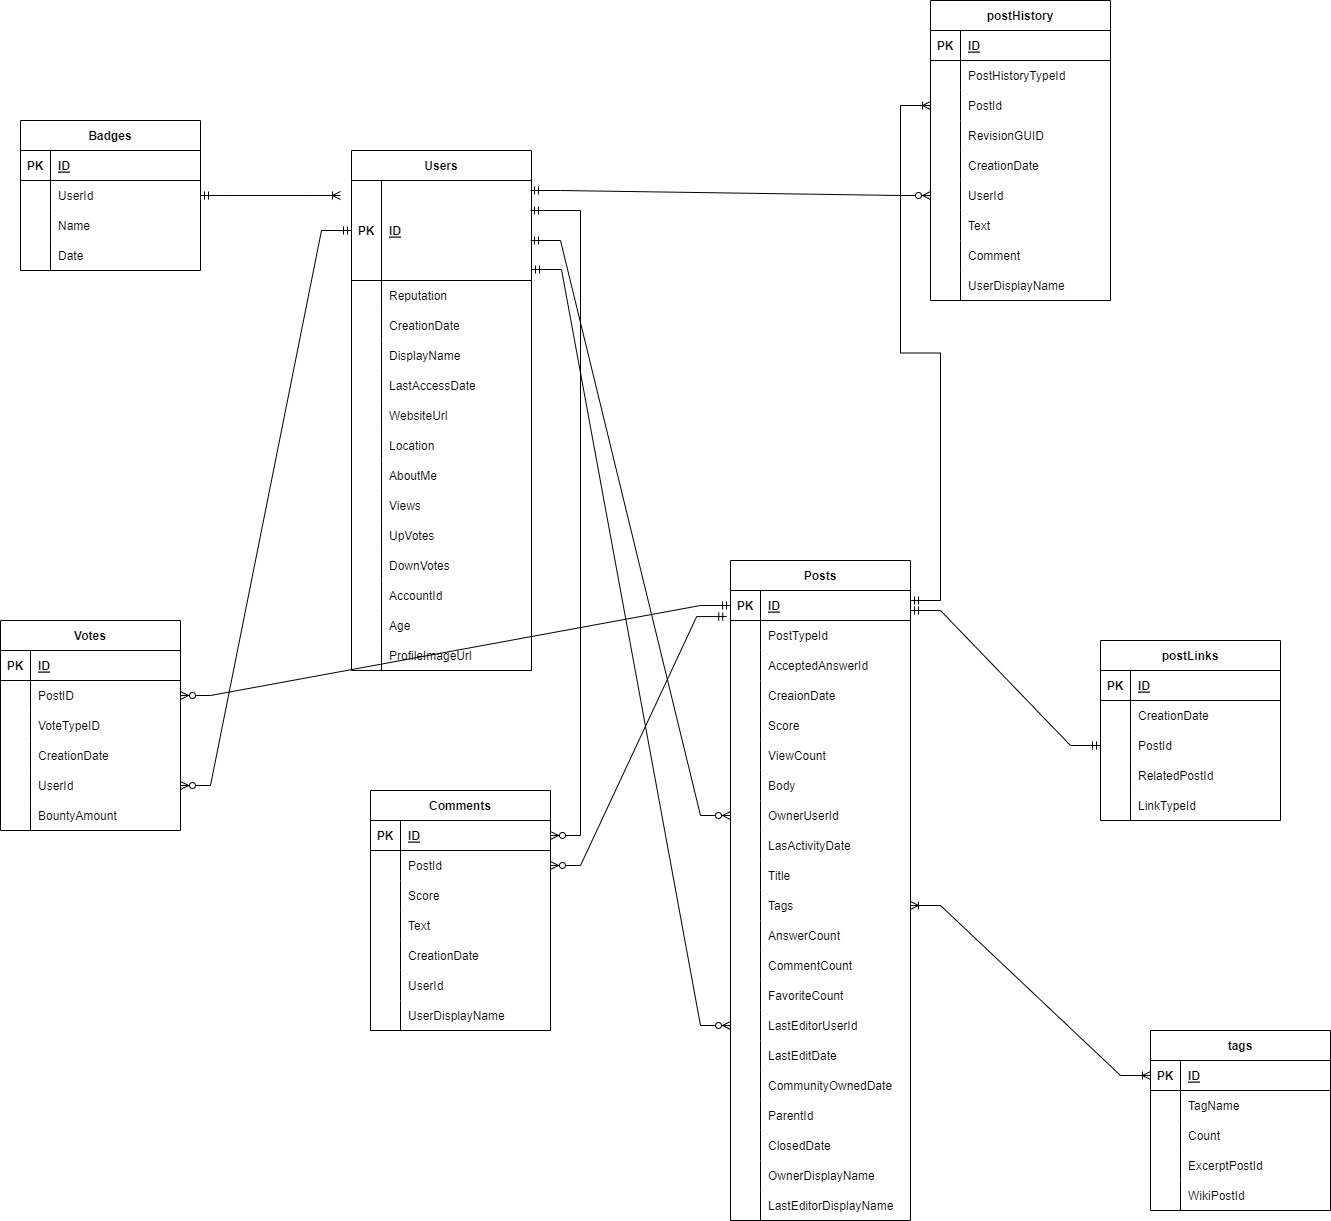 postHistory
PK ID
PostHistoryTypeId
PostId
RevisionGUID
CreationDate
UserId
Text
Comment
UserDisplayName
Badges
PK ID
UserId
Name
Date
Users
PK ID
Reputation
CreationDate
DisplayName
LastAccessDate
WebsiteUrl
Location
AboutMe
Views
UpVotes
DownVotes
AccountId
Age
ProfileImageUrl
Posts
PK ID
PostTypeId
AcceptedAnswerId
CreaionDate
Score
ViewCount
Body
OwnerUserId
LasActivityDate
Title
Tags
AnswerCount
CommentCount
FavoriteCount
LastEditorUserId
LastEditDate
CommunityOwnedDate
ParentId
ClosedDate
OwnerDisplayName
LastEditorDisplayName
Votes
PK ID
PostID
VoteTypeID
CreationDate
UserId
BountyAmount
postLinks
PK ID
CreationDate
PostId
RelatedPostId
LinkTypeId
Comments
PK ID
PostId
Score
Text
CreationDate
UserId
UserDisplayName
tags
PK ID
TagName
Count
ExcerptPostId
WikiPostId